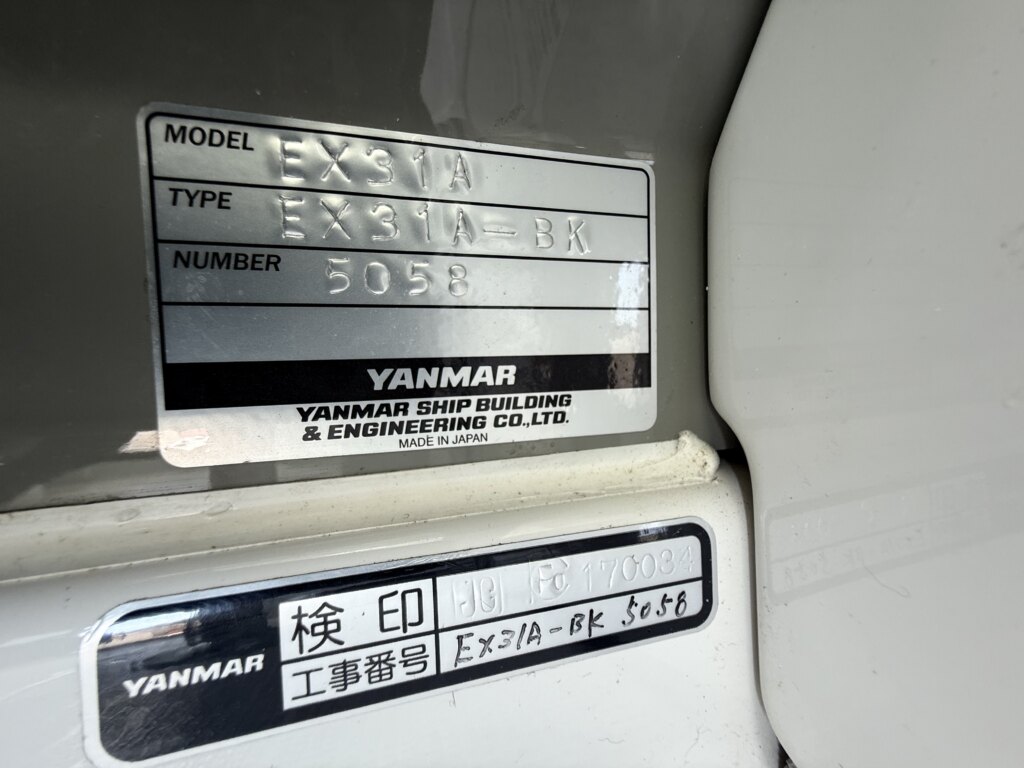 MODEL EX31A
TYPE EX31A-BK
NUMBER 5058
YANMAR
YANMAR SHIP BUILDING
& ENGINEERING CO.,LTD.
MADE IN JAPAN
YANMAR
検 印 JG 170034
工事番号 EX31A-BK 5058